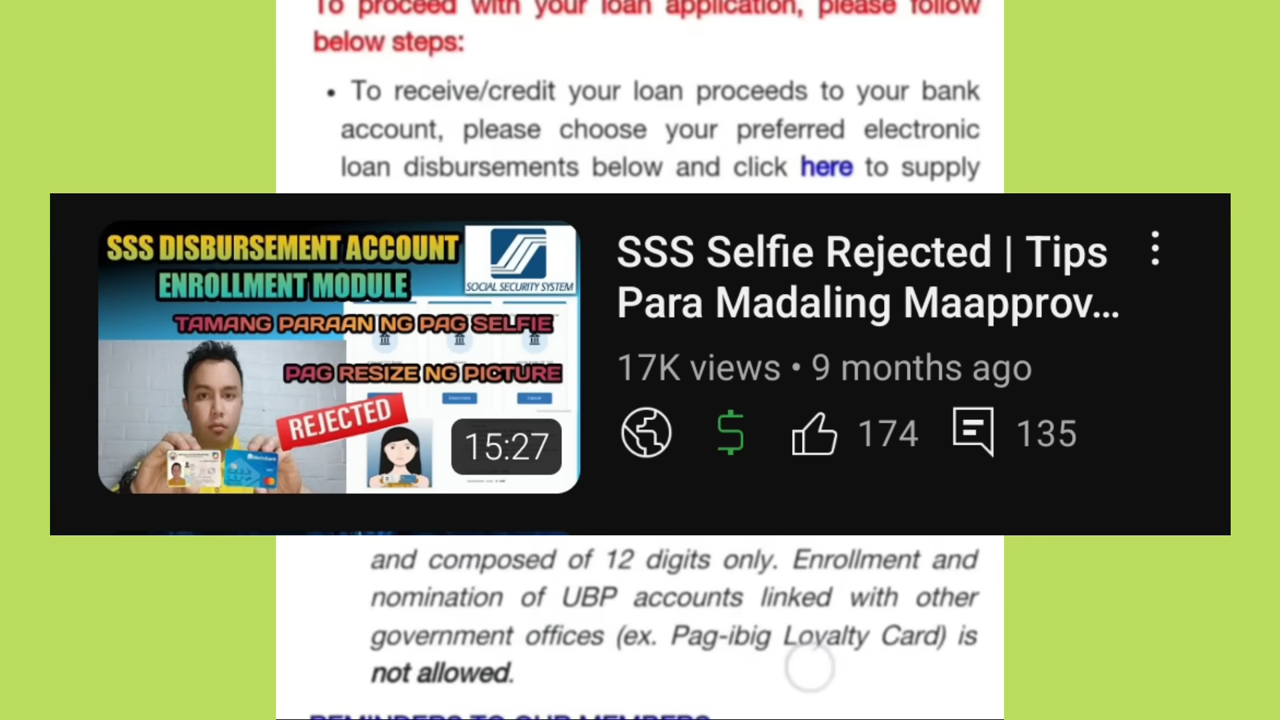 To proceed with your loan application, please follow
below steps:
• To receive/credit your loan proceeds to your bank
account, please choose your preferred electronic
loan disbursements below and click here to supply
SSS DISBURSEMENT ACCOUNT
ENROLLMENT MODULE
SOCIAL SECURITY SYSTEM
TAMANG PARAAN NG PAG SELFIE
PAG RESIZE NG PICTURE
REJECTED
15:27
SSS Selfie Rejected | Tips
Para Madaling Maapprov...
17K views • 9 months ago
174
135
and composed of 12 digits only. Enrollment and
nomination of UBP accounts linked with other
government offices (ex. Pag-ibig Loyalty Card) is
not allowed.
REMINDERS TO OUR MEMBERS